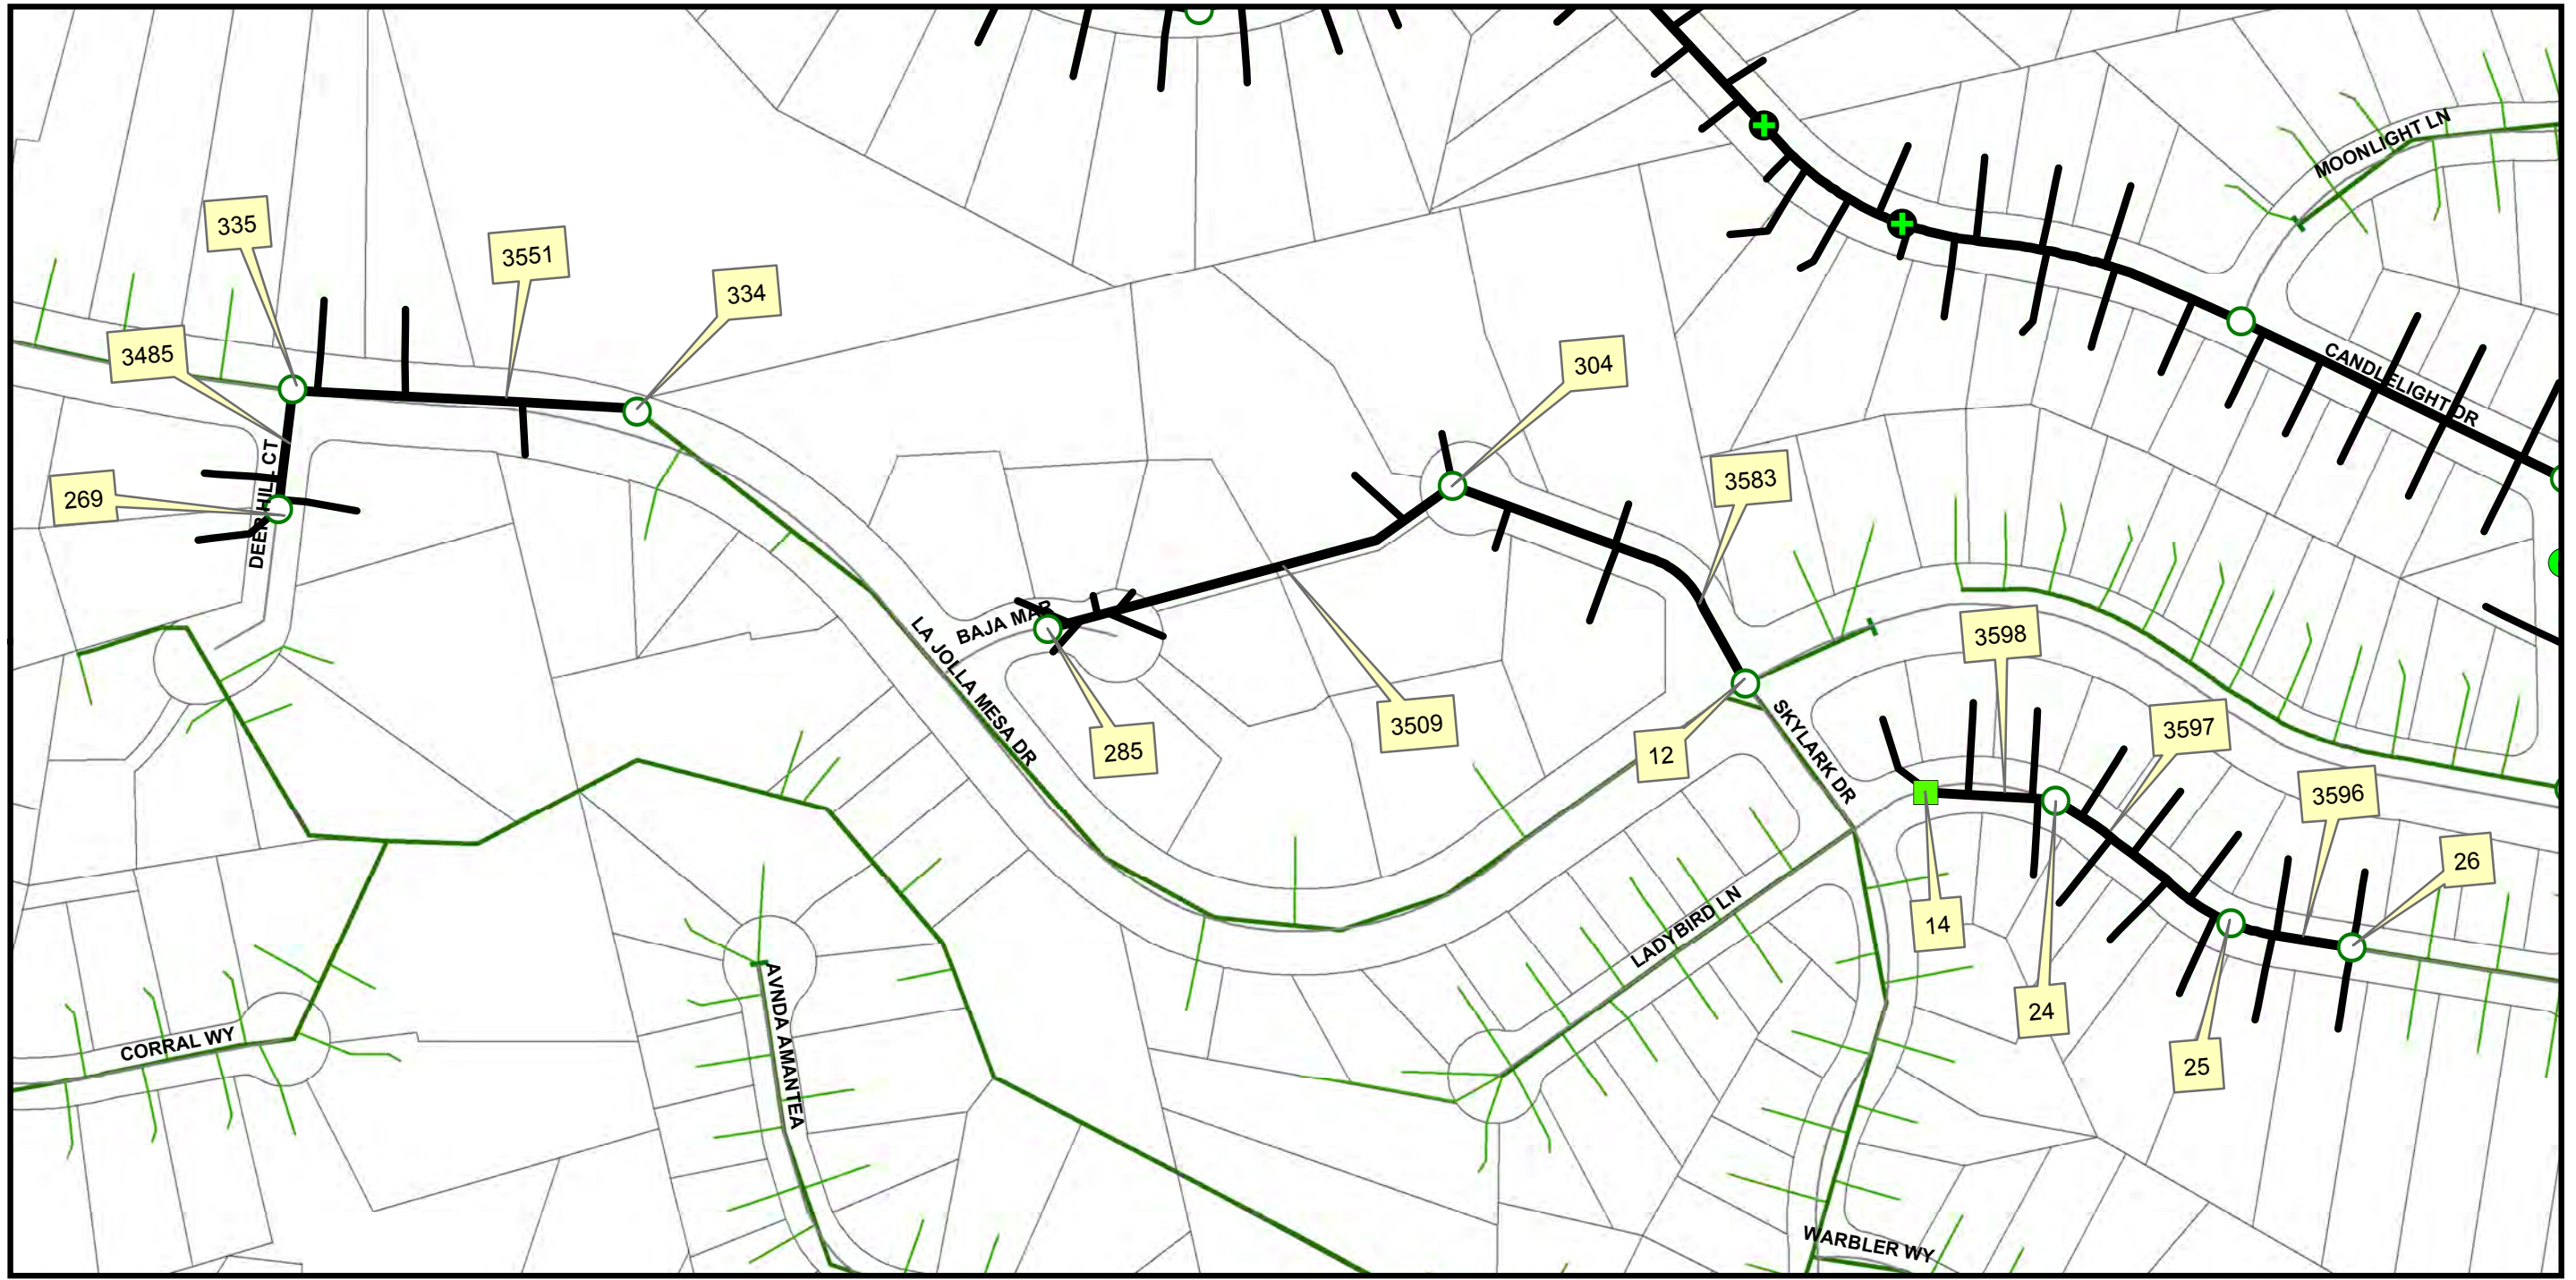 MOONLIGHT LN
335
3551
334
3485
304
CANDLELIGHT DR
DEER HILL CT
269
3583
BAJA MAR
LA JOLLA MESA DR
3598
285
3509
12
SKYLARK DR
3597
3596
26
14
LADYBIRD LN
24
25
AVNDA AMANTEA
CORRAL WY
WARBLER WY